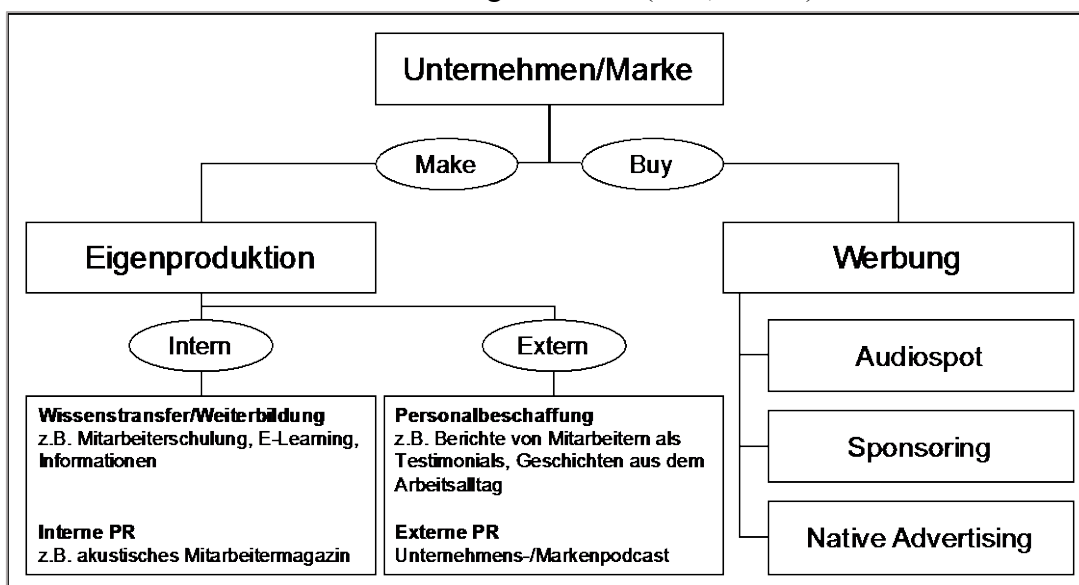 Unternehmen/Marke
Make
Buy
Eigenproduktion
Werbung
Intern
Extern
Audiospot
Wissenstransfer/Weiterbildung
z.B. Mitarbeiterschulung, E-Learning,
Informationen
Interne PR
z.B. akustisches Mitarbeitermagazin
Personalbeschaffung
z.B. Berichte von Mitarbeitern als
Testimonials, Geschichten aus dem
Arbeitsalltag
Externe PR
Unternehmens-/Markenpodcast
Sponsoring
Native Advertising